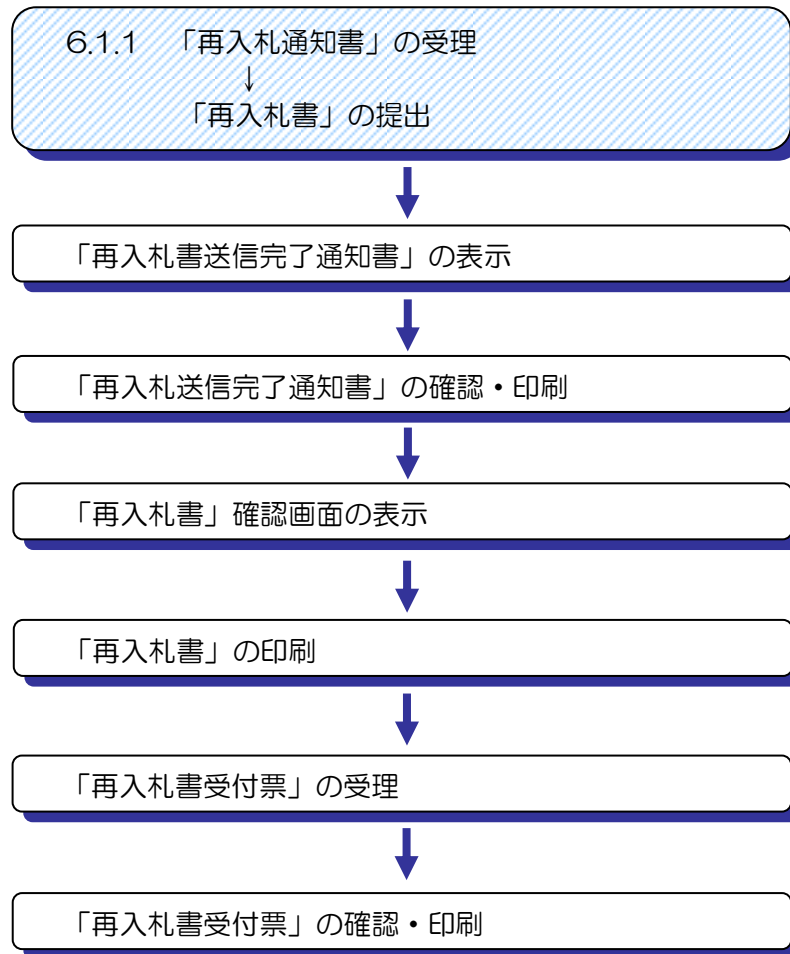 6.1.1 「再入札通知書」の受理
↓
「再入札書」の提出
「再入札書送信完了通知書」の表示
「再入札送信完了通知書」の確認・印刷
「再入札書」確認画面の表示
「再入札書」の印刷
「再入札書受付票」の受理
「再入札書受付票」の確認・印刷